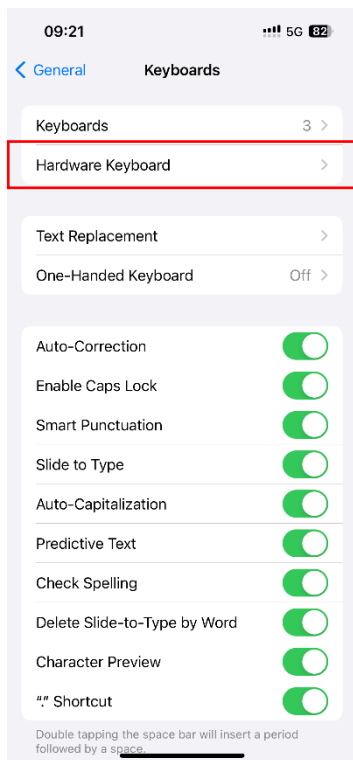 09:21 5G 82
General Keyboards
Keyboards 3
Hardware Keyboard
Text Replacement
One-Handed Keyboard Off
Auto-Correction
Enable Caps Lock
Smart Punctuation
Slide to Type
Auto-Capitalization
Predictive Text
Check Spelling
Delete Slide-to-Type by Word
Character Preview
“.” Shortcut
Double tapping the space bar will insert a period
followed by a space.